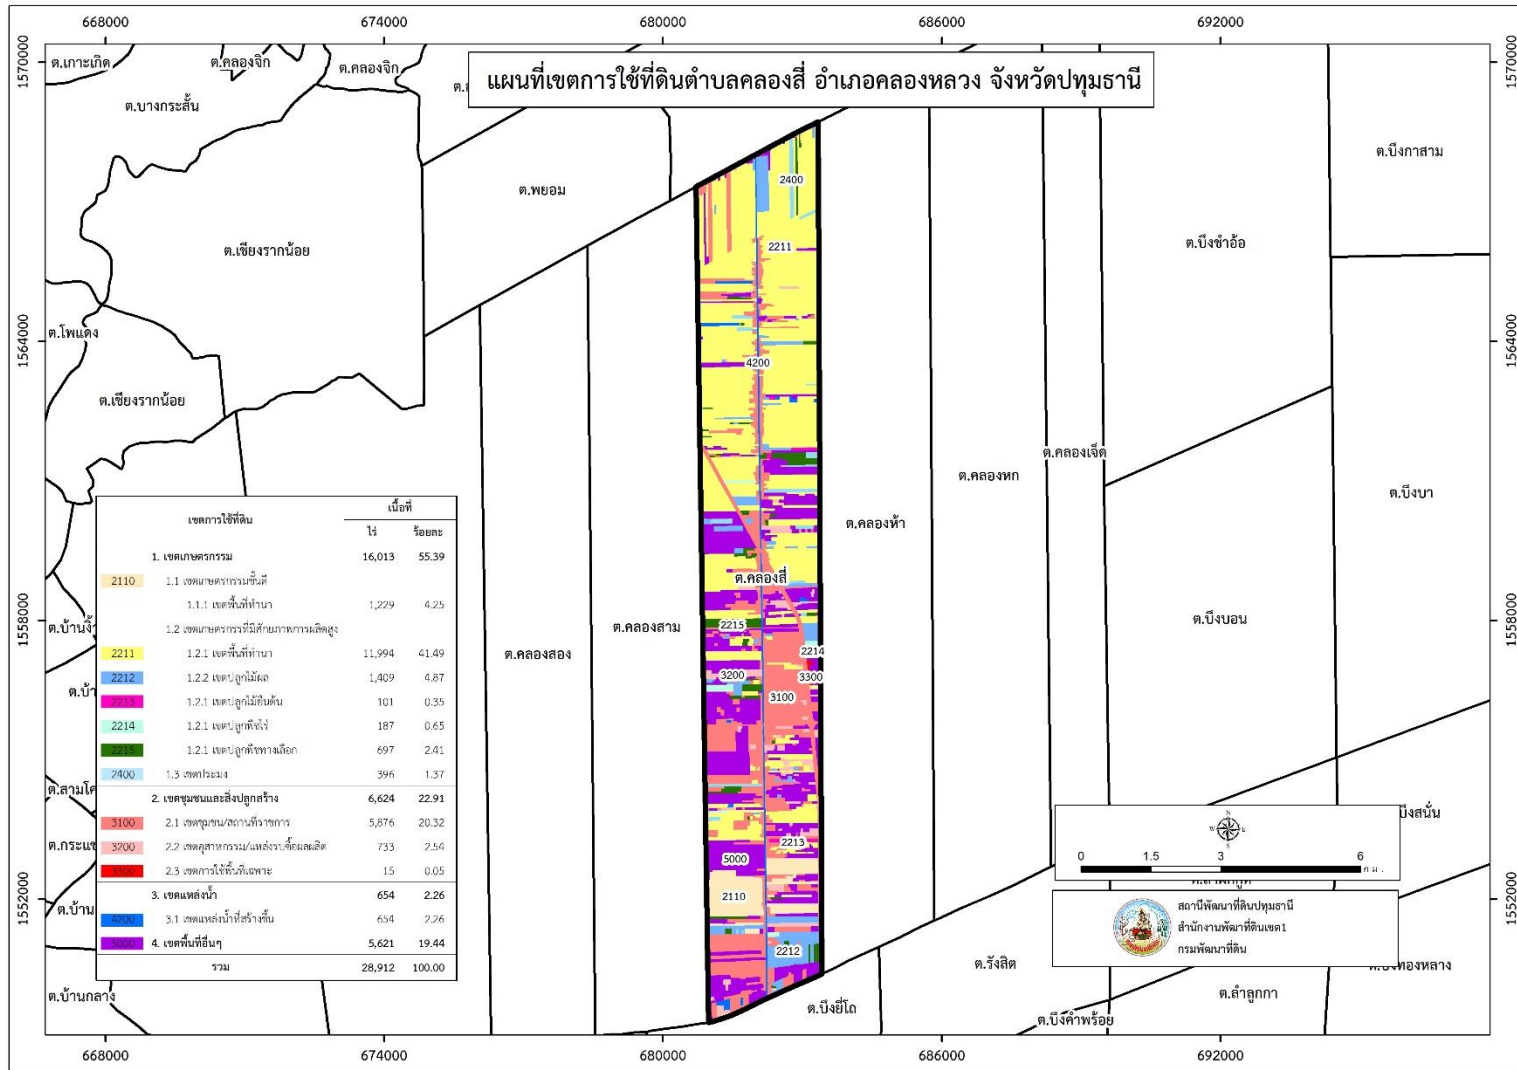 668000 674000 680000 686000 692000
1570000 1570000
แผนที่เขตการใช้ที่ดินตำบลคลองสี่ อำเภอคลองหลวง จังหวัดปทุมธานี
ต.เกาะเกิด
ต.คลองจิก
ต.คลองจิก
ต.บางกระสั้น
ต.พยอม
ต.เชียงรากน้อย
ต.บึงกาสาม
ต.บึงชำอ้อ
2400
2211
1564000 1564000
ต.โพแตง
ต.เชียงรากน้อย
4200
ต.คลองเจ็ด
ต.คลองหก
ต.บึงบา
ต.คลองห้า
ต.คลองสี่
1558000 1558000
ต.คลองสาม
ต.คลองสอง
ต.บึงบอน
2215
2214
3200
3300
3100
2213
5000
2110
2212
1552000 1552000
เขตการใช้ที่ดิน เนื้อที่
ไร่ ร้อยละ
1. เขตเกษตรกรรม 16,013 55.39
2110 1.1 เขตเกษตรกรรมชั้นดี
1.1.1 เขตพื้นที่ทำนา 1,229 4.25
1.2 เขตเกษตรกรที่มีศักยภาพการผลิตสูง
2211 1.2.1 เขตพื้นที่ทำนา 11,994 41.49
2212 1.2.2 เขตปลูกไม้ผล 1,409 4.87
2213 1.2.1 เขตปลูกไม้ยืนต้น 101 0.35
2214 1.2.1 เขตปลูกพืชไร่ 187 0.65
2215 1.2.1 เขตปลูกพืชทางเลือก 697 2.41
2400 1.3 เขตประมง 396 1.37
2. เขตชุมชนและสิ่งปลูกสร้าง 6,624 22.91
3100 2.1 เขตชุมชน/สถานที่ราชการ 5,876 20.32
3200 2.2 เขตอุสาหกรรม/แหล่งรบซื้อผลผลิต 733 2.54
3300 2.3 เขตการใช้พื้นที่เฉพาะ 15 0.05
3. เขตแหล่งน้ำ 654 2.26
4200 3.1 เขตแหล่งน้ำที่สร้างขึ้น 654 2.26
5000 4. เขตพื้นที่อื่นๆ 5,621 19.44
รวม 28,912 100.00
ต.บ้านกลาง
N
W E
S
0 1.5 3 6
กม.
บึงสนั่น
สถานีพัฒนาที่ดินปทุมธานี
สำนักงานพัฒาที่ดินเขต1
กรมพัฒนาที่ดิน
ต.รังสิต
ต.ลำลูกกา
ต.บึงยี่โถ
ต.บึงคำพร้อย
668000 674000 680000 686000 692000